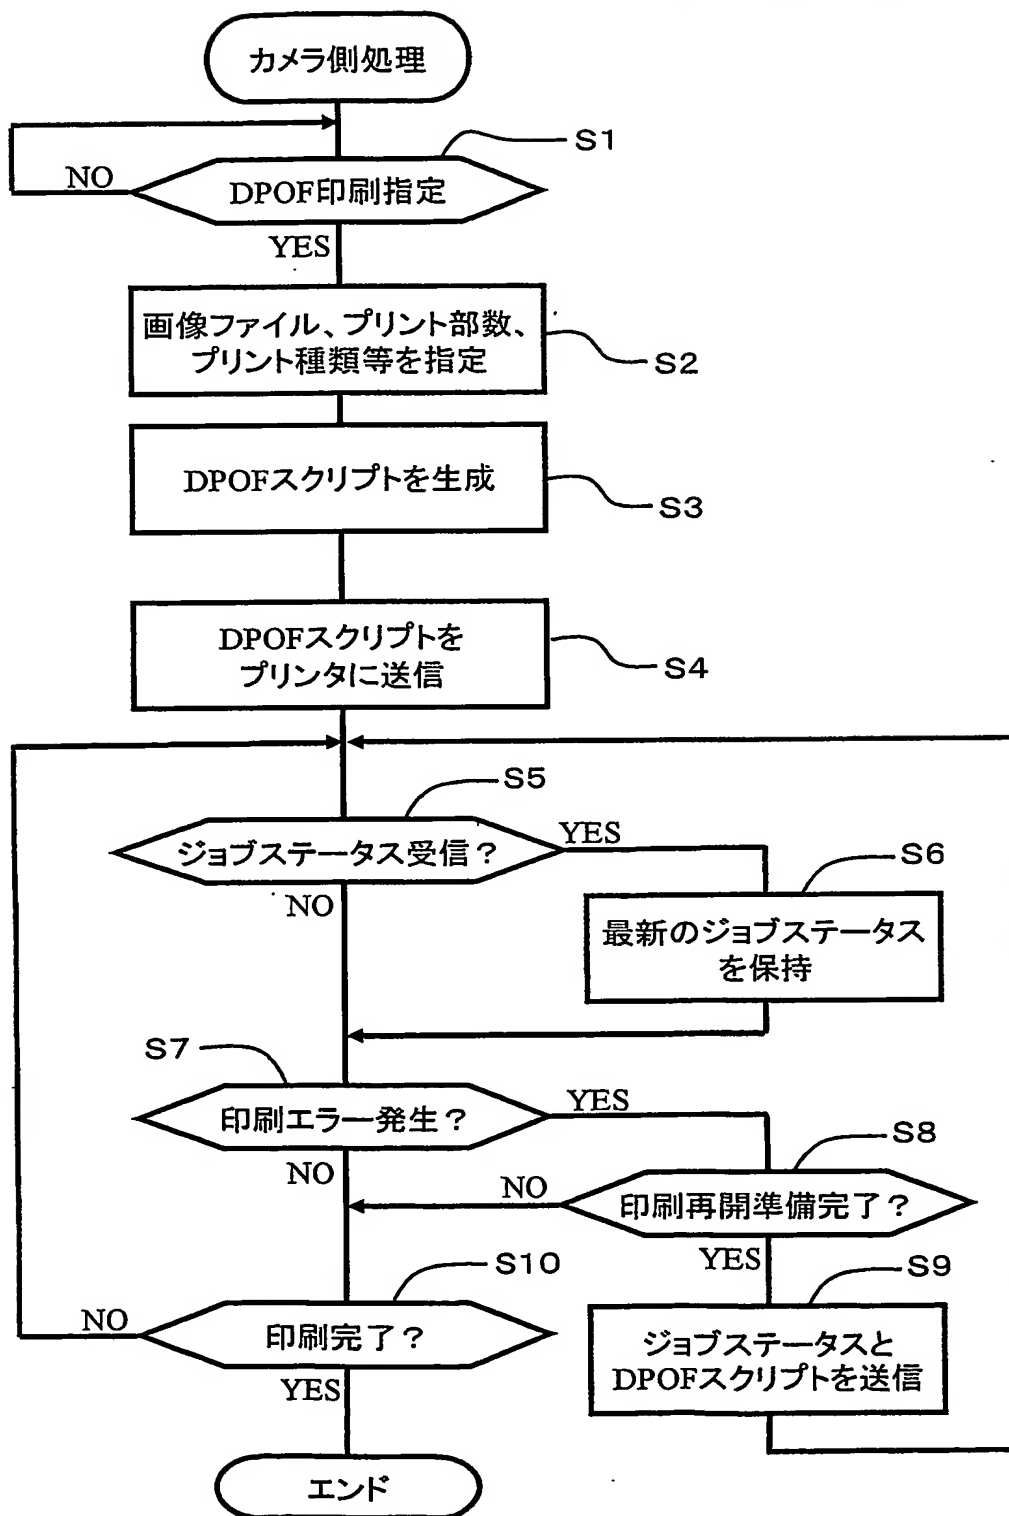 カメラ側処理
S1
NO
DPOF印刷指定
YES
画像ファイル、プリント部数、
プリント種類等を指定
S2
DPOFスクリプトを生成
S3
DPOFスクリプトを
プリンタに送信
S4
S5
ジョブステータス受信?
YES
NO
S6
最新のジョブステータス
を保持
S7
印刷エラー発生?
YES
NO
S8
NO
印刷再開準備完了?
YES
S10
S9
NO
印刷完了?
YES
ジョブステータスと
DPOFスクリプトを送信
エンド